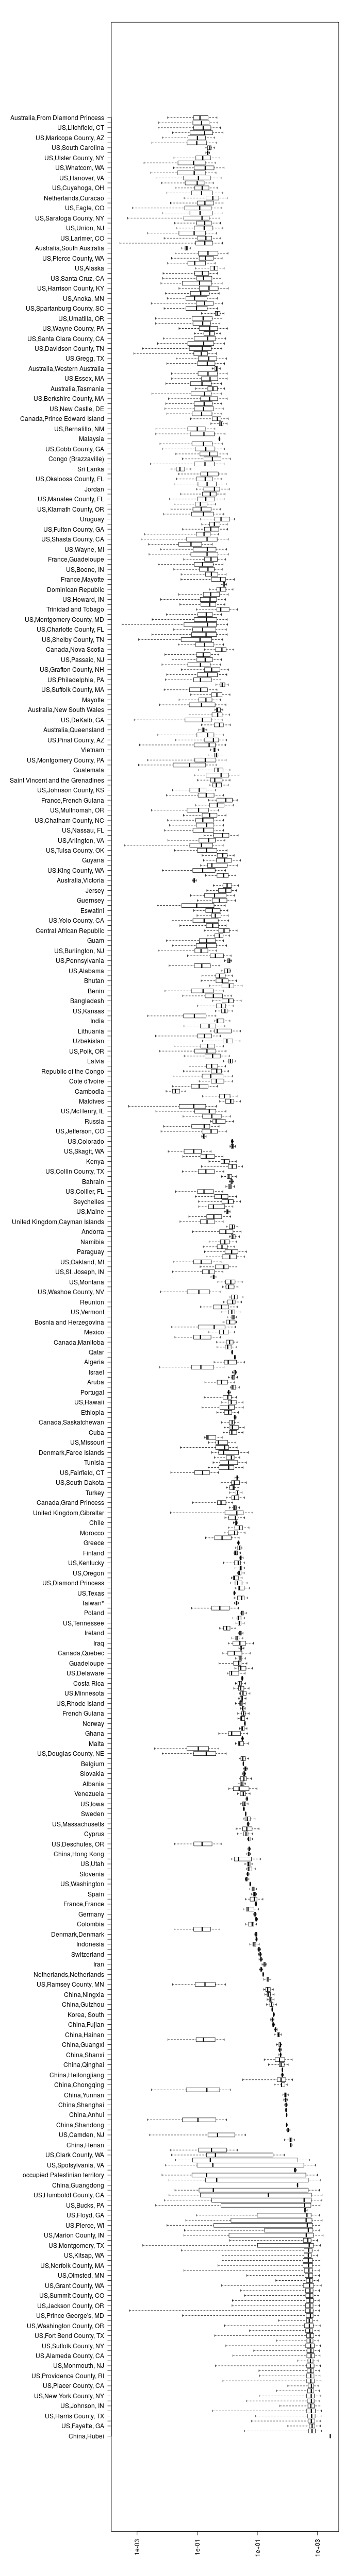 Australia,From Diamond Princess
US,Litchfield, CT
US,Maricopa County, AZ
US,South Carolina
US,Ulster County, NY
US,Whatcom, WA
US,Hanover, VA
US,Cuyahoga, OH
Netherlands,Curacao
US,Eagle, CO
US,Saratoga County, NY
US,Union, NJ
US,Larimer, CO
Australia,South Australia
US,Pierce County, WA
US,Alaska
US,Santa Cruz, CA
US,Harrison County, KY
US,Anoka, MN
US,Spartanburg County, SC
US,Umatilla, OR
US,Wayne County, PA
US,Santa Clara County, CA
US,Davidson County, TN
US,Gregg, TX
Australia,Western Australia
US,Essex, MA
Australia,Tasmania
US,Berkshire County, MA
US,New Castle, DE
Canada,Prince Edward Island
US,Bernalillo, NM
Malaysia
US,Cobb County, GA
Congo (Brazzaville)
Sri Lanka
US,Okaloosa County, FL
Jordan
US,Manatee County, FL
US,Klamath County, OR
Uruguay
US,Fulton County, GA
US,Shasta County, CA
US,Wayne, MI
France,Guadeloupe
US,Boone, IN
France,Mayotte
Dominican Republic
US,Howard, IN
Trinidad and Tobago
US,Montgomery County, MD
US,Charlotte County, FL
US,Shelby County, TN
Canada,Nova Scotia
US,Passaic, NJ
US,Grafton County, NH
US,Philadelphia, PA
US,Suffolk County, MA
Mayotte
Australia,New South Wales
US,DeKalb, GA
Australia,Queensland
US,Pinal County, AZ
Vietnam
US,Montgomery County, PA
Guatemala
Saint Vincent and the Grenadines
US,Johnson County, KS
France,French Guiana
US,Multnomah, OR
US,Chatham County, NC
US,Nassau, FL
US,Arlington, VA
US,Tulsa County, OK
Guyana
US,King County, WA
Australia,Victoria
Jersey
Guernsey
Eswatini
US,Yolo County, CA
Central African Republic
Guam
US,Burlington, NJ
US,Pennsylvania
US,Alabama
Bhutan
Benin
Bangladesh
US,Kansas
India
Lithuania
Uzbekistan
US,Polk, OR
Latvia
Republic of the Congo
Cote d'Ivoire
Cambodia
Maldives
US,McHenry, IL
Russia
US,Jefferson, CO
US,Colorado
US,Skagit, WA
Kenya
US,Collin County, TX
Bahrain
US,Collier, FL
Seychelles
US,Maine
United Kingdom,Cayman Islands
Andorra
Namibia
Paraguay
US,Oakland, MI
US,St. Joseph, IN
US,Montana
US,Washoe County, NV
Reunion
US,Vermont
Bosnia and Herzegovina
Mexico
Canada,Manitoba
Qatar
Algeria
Israel
Aruba
Portugal
US,Hawaii
Ethiopia
Canada,Saskatchewan
Cuba
US,Missouri
Denmark,Faroe Islands
Tunisia
US,Fairfield, CT
US,South Dakota
Turkey
Canada,Grand Princess
United Kingdom,Gibraltar
Chile
Morocco
Greece
Finland
US,Kentucky
US,Oregon
US,Diamond Princess
US,Texas
Taiwan*
Poland
US,Tennessee
Ireland
Iraq
Canada,Quebec
Guadeloupe
US,Delaware
Costa Rica
US,Minnesota
US,Rhode Island
French Guiana
Norway
Ghana
Malta
US,Douglas County, NE
Belgium
Slovakia
Albania
Venezuela
US,Iowa
Sweden
US,Massachusetts
Cyprus
US,Deschutes, OR
China,Hong Kong
US,Utah
Slovenia
US,Washington
Spain
France,France
Germany
Colombia
Denmark,Denmark
Indonesia
Switzerland
Iran
Netherlands,Netherlands
US,Ramsey County, MN
China,Ningxia
China,Guizhou
Korea, South
China,Fujian
China,Hainan
China,Guangxi
China,Shanxi
China,Qinghai
China,Heilongjiang
China,Chongqing
China,Yunnan
China,Shanghai
China,Anhui
China,Shandong
US,Camden, NJ
China,Henan
US,Clark County, WA
US,Spotsylvania, VA
occupied Palestinian territory
China,Guangdong
US,Humboldt County, CA
US,Bucks, PA
US,Floyd, GA
US,Pierce, WI
US,Marion County, IN
US,Montgomery, TX
US,Kitsap, WA
US,Norfolk County, MA
US,Olmsted, MN
US,Grant County, WA
US,Summit County, CO
US,Jackson County, OR
US,Prince George's, MD
US,Washington County, OR
US,Fort Bend County, TX
US,Suffolk County, NY
US,Alameda County, CA
US,Monmouth, NJ
US,Providence County, RI
US,Placer County, CA
US,New York County, NY
US,Johnson, IN
US,Harris County, TX
US,Fayette, GA
China,Hubei
1e-03
1e-01
1e+01
1e+03